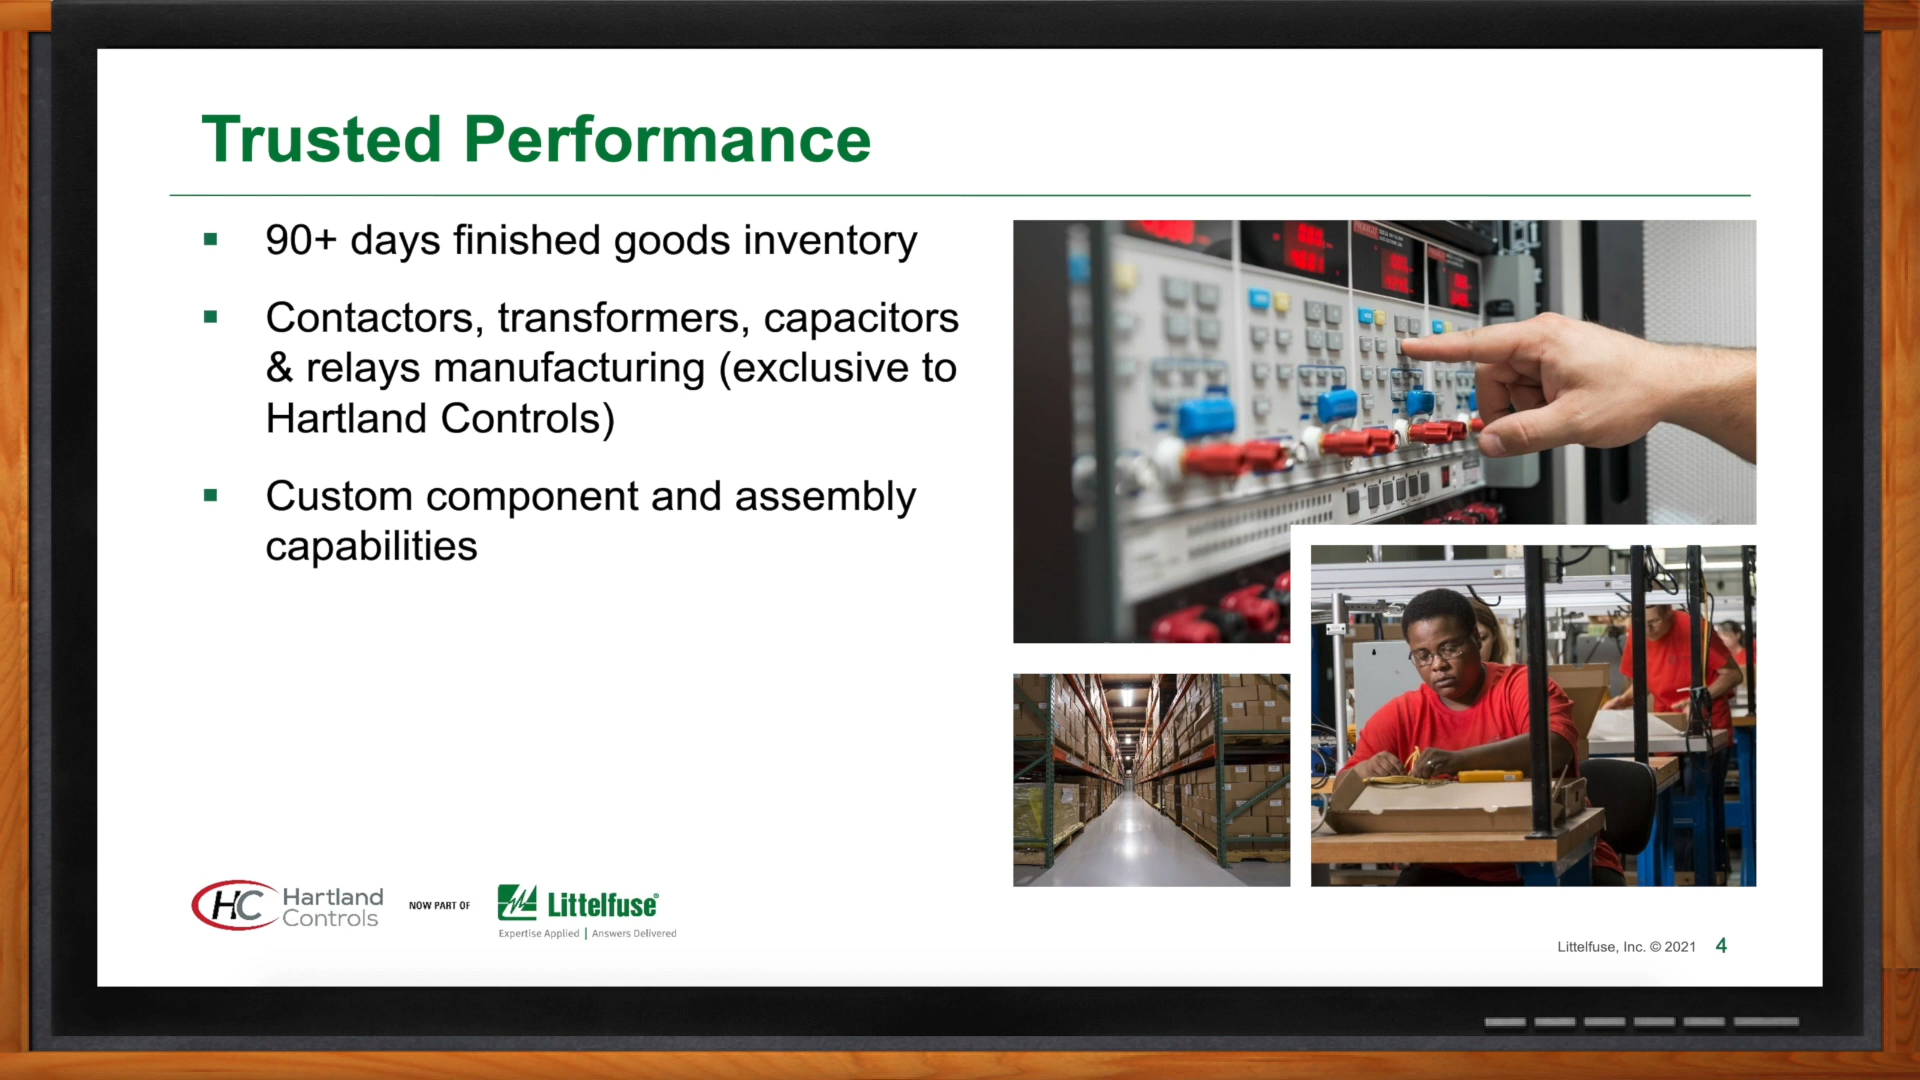 Trusted Performance
90+ days finished goods inventory
Contactors, transformers, capacitors
& relays manufacturing (exclusive to
Hartland Controls)
Custom component and assembly
capabilities
HC Hartland
Controls
NOW PART OF
Littelfuse®
Expertise Applied | Answers Delivered
Littelfuse, Inc. © 2021 4